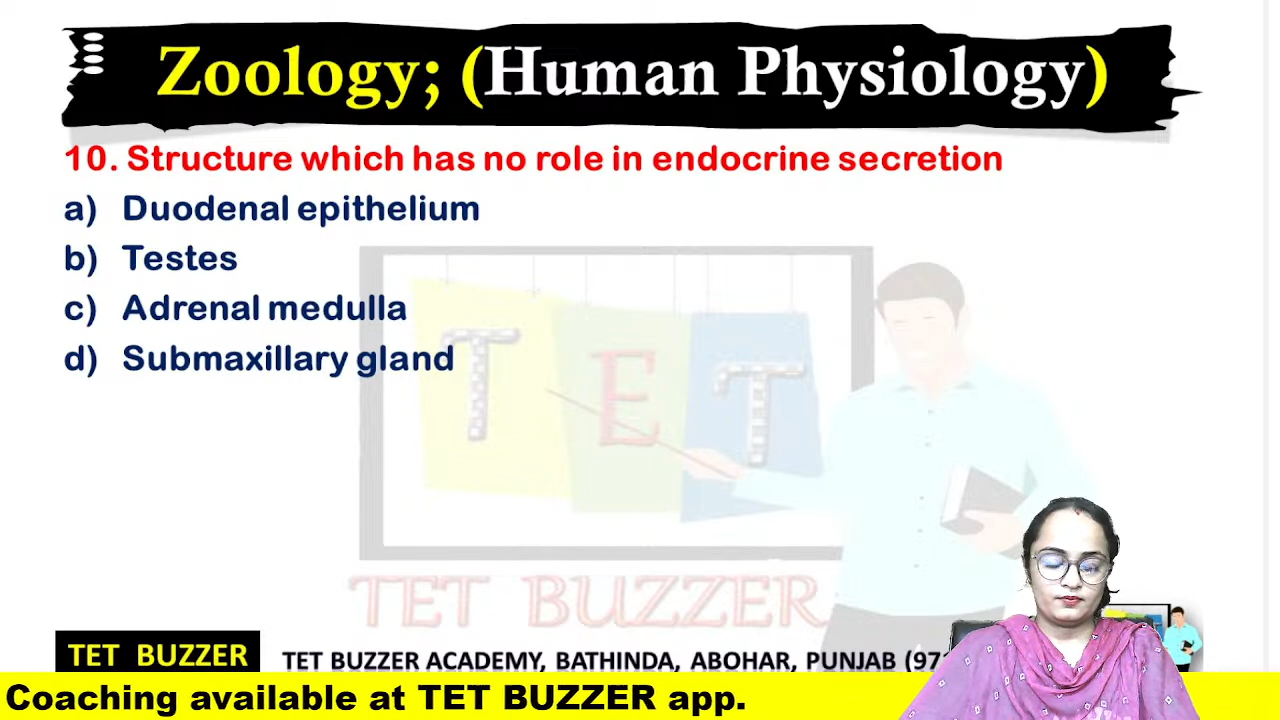 Zoology; (Human Physiology)
10. Structure which has no role in endocrine secretion
a) Duodenal epithelium
b) Testes
c) Adrenal medulla
d) Submaxillary gland
T E T
TET BUZZER
TET BUZZER
TET BUZZER ACADEMY, BATHINDA, ABOHAR, PUNJAB (97
Coaching available at TET BUZZER app.